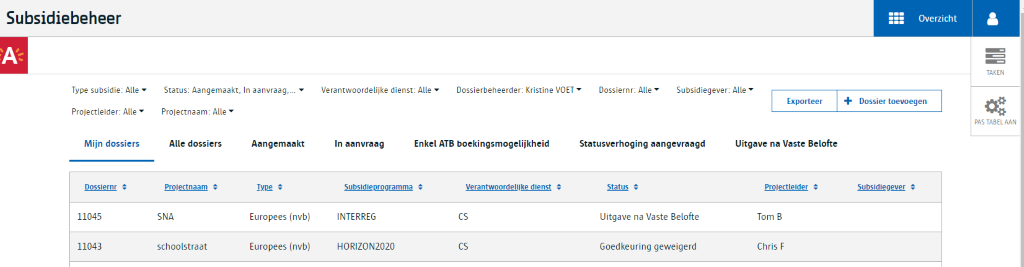 Subsidiebeheer Overzicht
A
TAKEN
Type subsidie: Alle Status: Aangemaakt, In aanvraag,... Verantwoordelijke dienst: Alle Dossierbeheerder: Kristine VOET Dossiernr: Alle Subsidiegever: Alle
Exporteer + Dossier toevoegen
Projectleider: Alle Projectnaam: Alle
PAS TABEL AAN
Mijn dossiers Alle dossiers Aangemaakt In aanvraag Enkel ATB boekingsmogelijkheid Statusverhoging aangevraagd Uitgave na Vaste Belofte
Dossiernr Projectnaam Type Subsidieprogramma Verantwoordelijke dienst Status Projectleider Subsidiegever
11045 SNA Europees (nvb) INTERREG CS Uitgave na Vaste Belofte Tom B
11043 schoolstraat Europees (nvb) HORIZON2020 CS Goedkeuring geweigerd Chris F